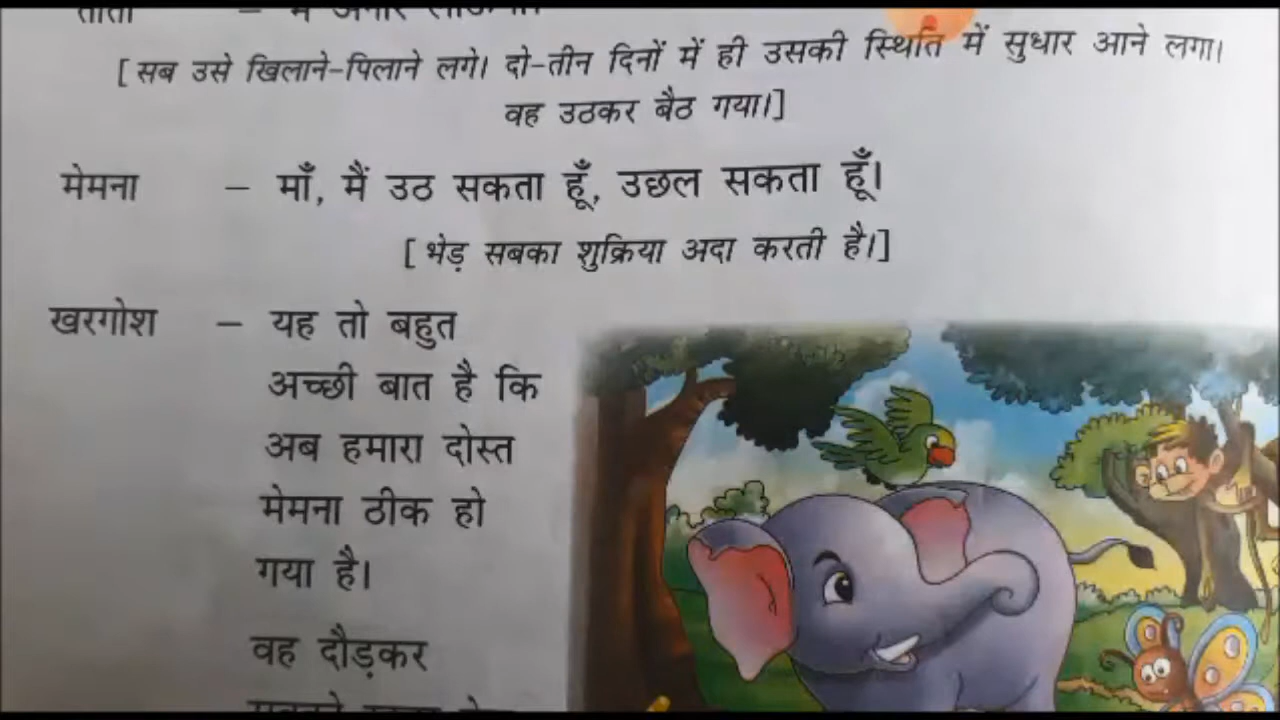 [ सब उसे खिलाने-पिलाने लगे। दो-तीन दिनों में ही उसकी स्थिति में सुधार आने लगा।
वह उठकर बैठ गया।]
मेमना – माँ, मैं उठ सकता हूँ, उछल सकता हूँ।
[ भेड़ सबका शुक्रिया अदा करती है।]
खरगोश – यह तो बहुत
अच्छी बात है कि
अब हमारा दोस्त
मेमना ठीक हो
गया है।
वह दौड़कर